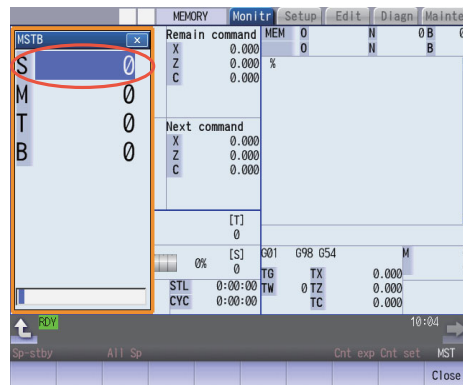 MEMORY Monitr Setup Edit Diagn Mainte
MSTB
S 0
M 0
T 0
B 0
Remain command
X 0.000
Z 0.000
C 0.000
Next command
X 0.000
Z 0.000
C 0.000
[T]
0
0% [S]
0
STL 0:00:00
CYC 0:00:00
MEM O N 0 B 0
O N B
%
G01 G98 G54 M
TG TX 0.000
TW 0 TZ 0.000
TC 0.000
RDY 10:04
Sp-stby All Sp Cnt exp Cnt set MST
Close